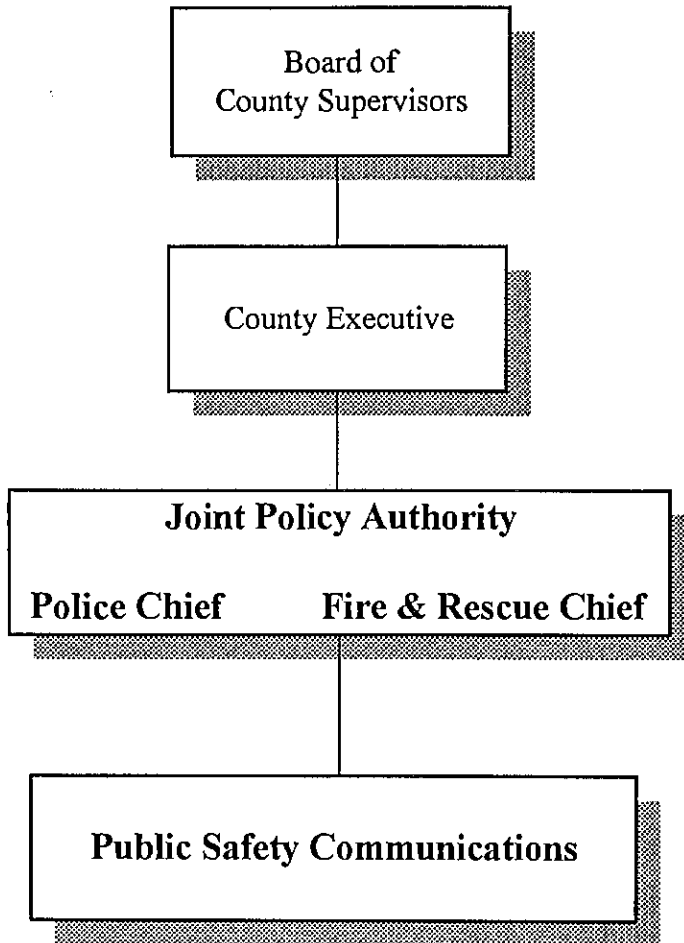 Board of
County Supervisors
County Executive
Joint Policy Authority
Police Chief Fire & Rescue Chief
Public Safety Communications